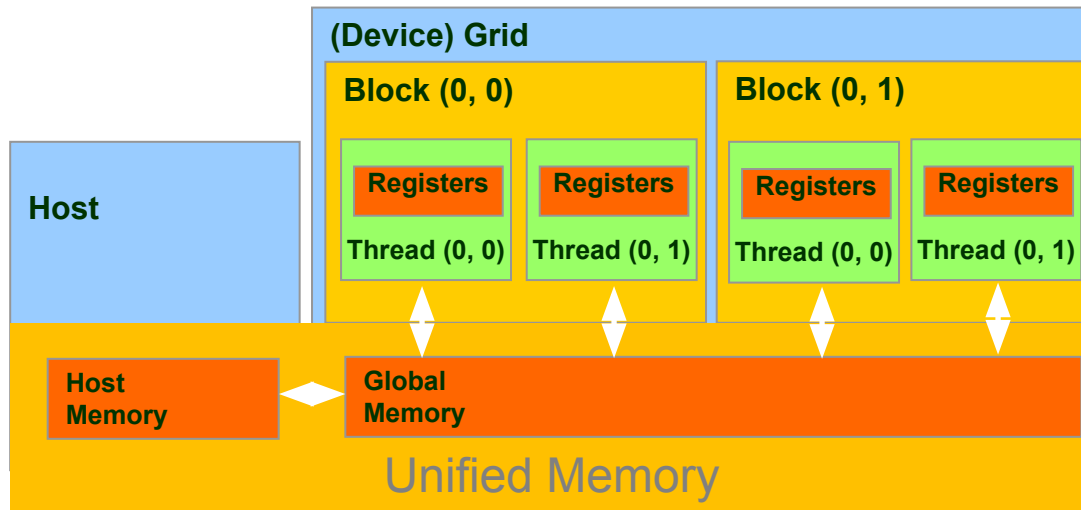 (Device) Grid
Block (0, 0)
Block (0, 1)
Registers
Registers
Registers
Registers
Host
Thread (0, 0)
Thread (0, 1)
Thread (0, 0)
Thread (0, 1)
Host
Memory
Global
Memory
Unified Memory